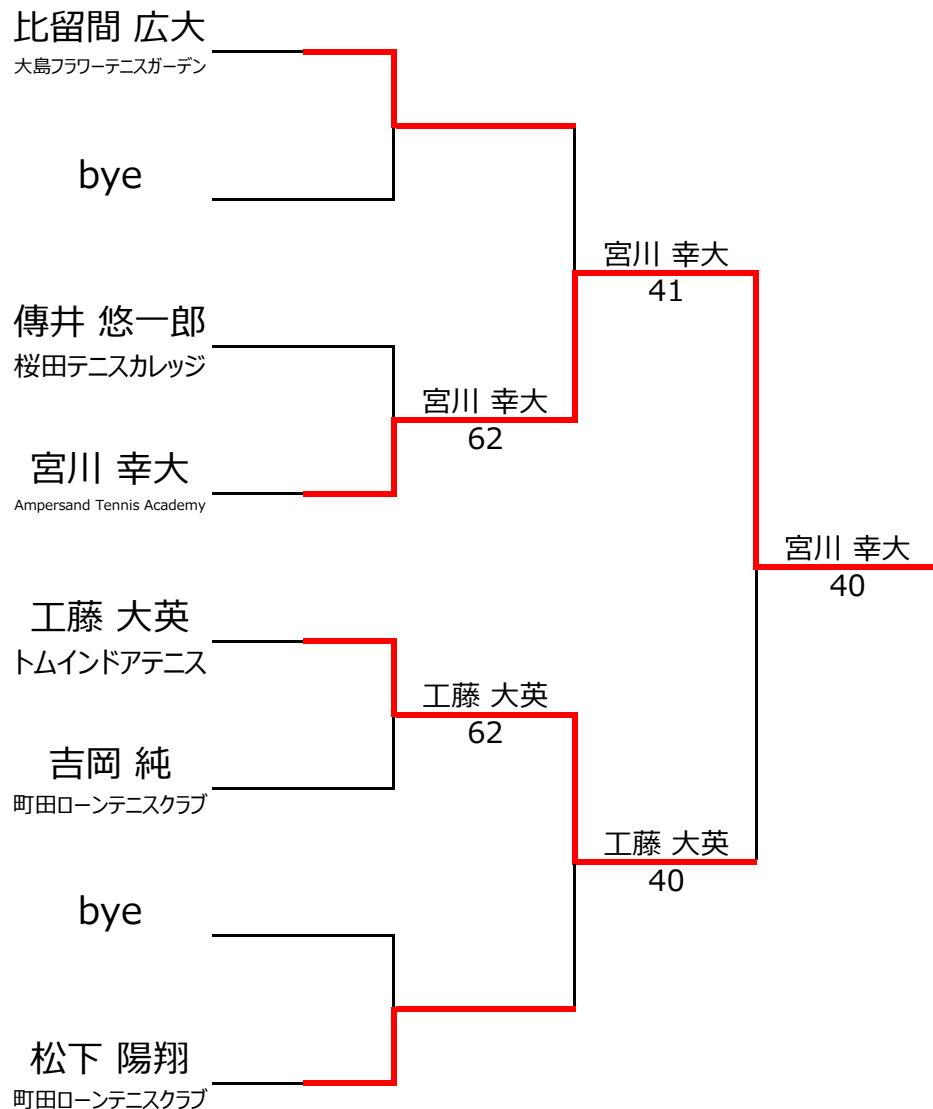 比留間 広大
大島フラワーテニスガーデン
bye
傳井 悠一郎
桜田テニスカレッジ
宮川 幸大
Ampersand Tennis Academy
工藤 大英
トムインドアテニス
吉岡 純
町田ローンテニスクラブ
bye
松下 陽翔
町田ローンテニスクラブ
宮川 幸大
62
工藤 大英
62
宮川 幸大
41
工藤 大英
40
宮川 幸大
40